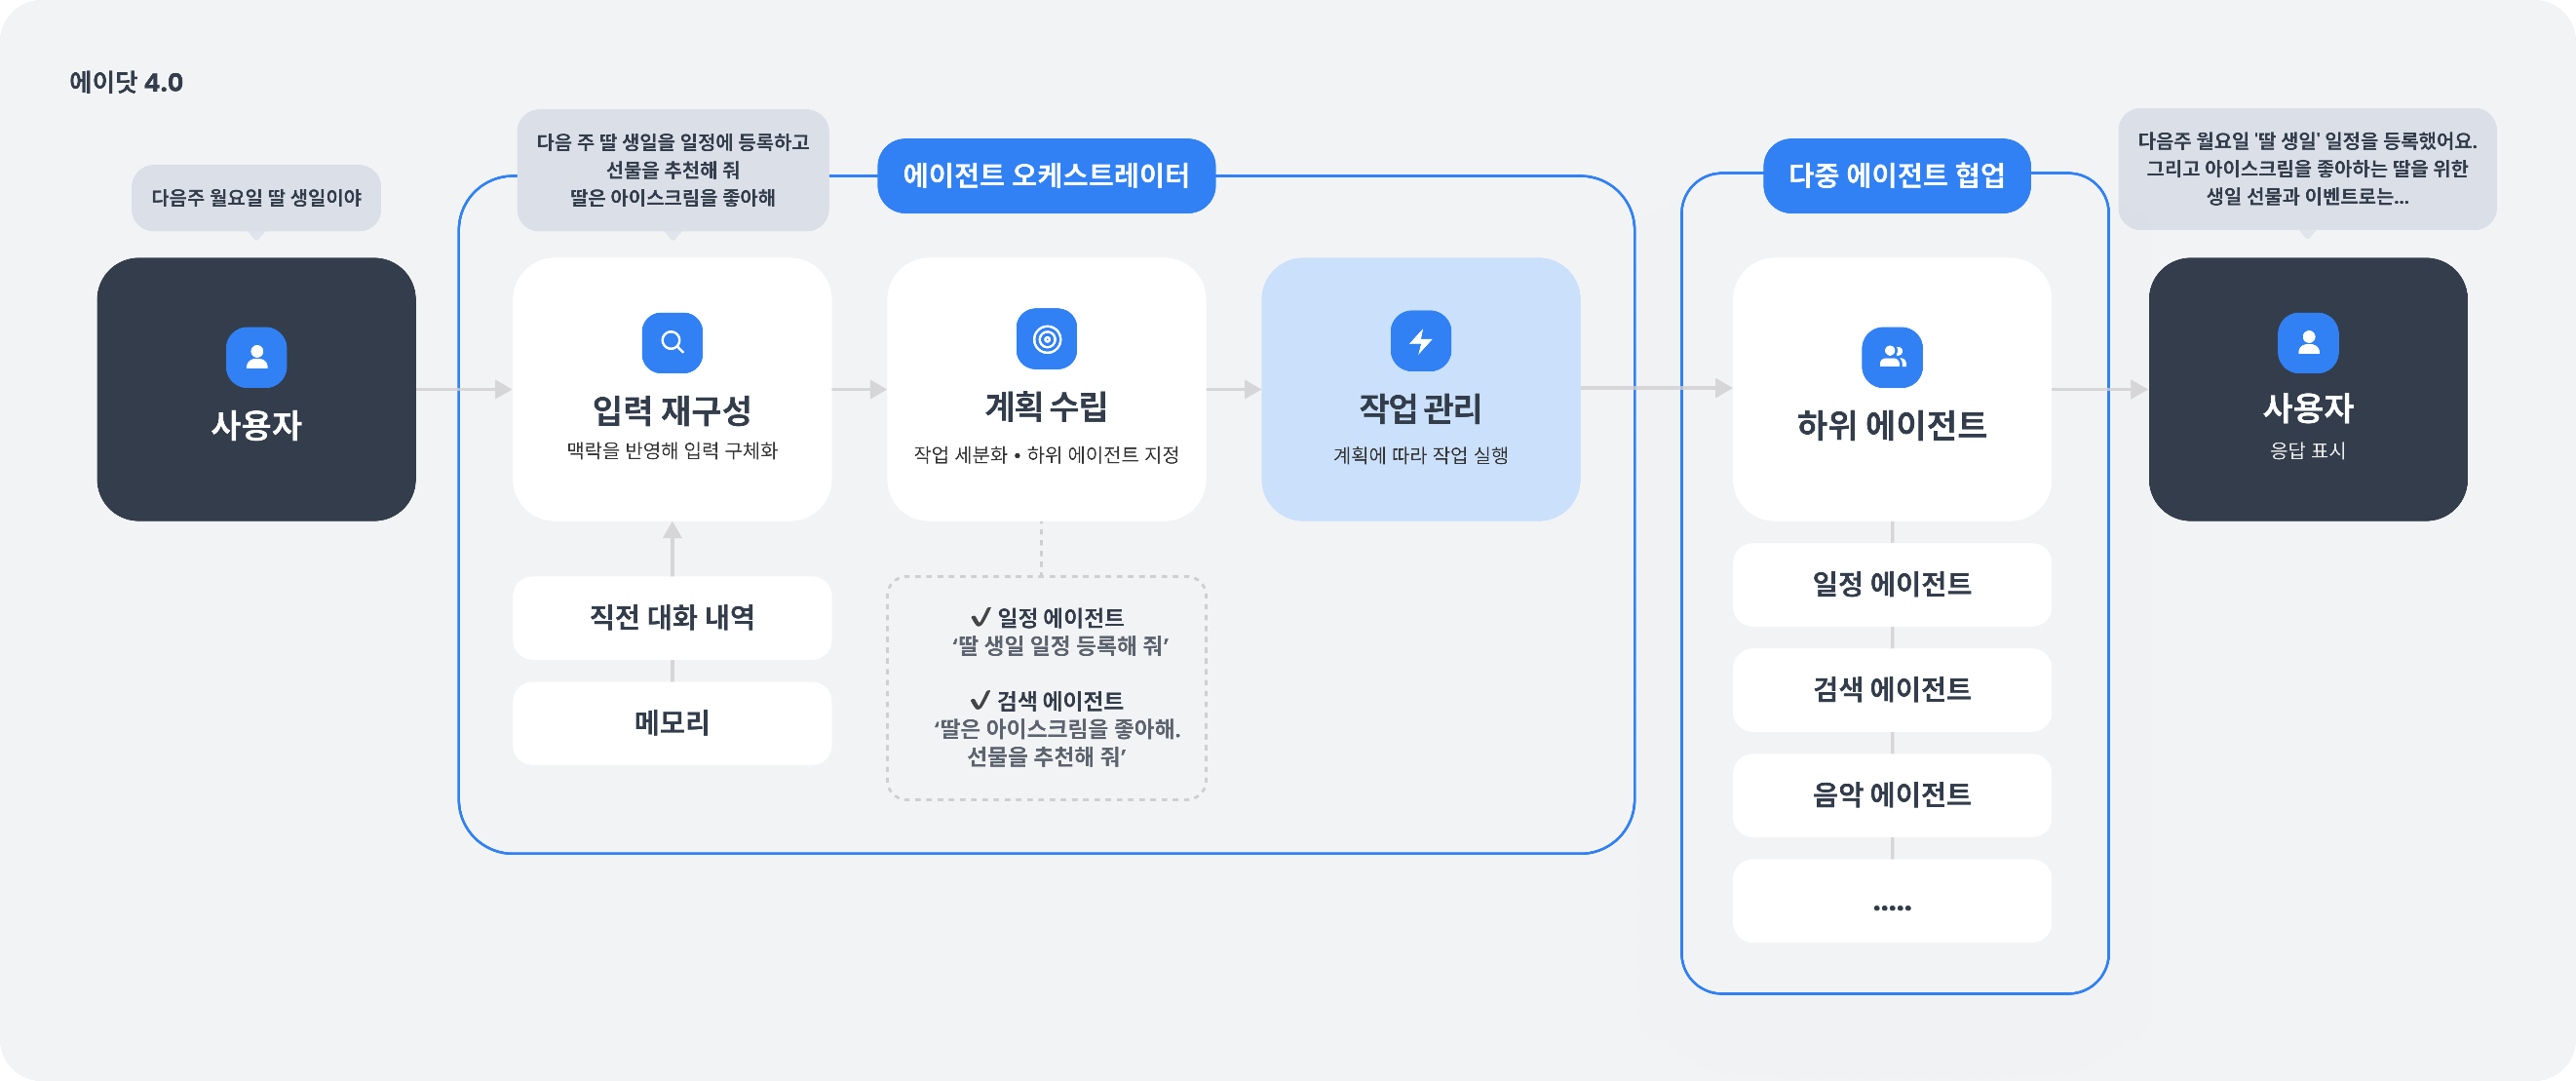 에이닷 4.0
다음주 월요일 딸 생일이야
사용자
에이전트 오케스트레이터
다음 주 딸 생일을 일정에 등록하고
선물을 추천해 줘
딸은 아이스크림을 좋아해
입력 재구성
맥락을 반영해 입력 구체화
직전 대화 내역
메모리
계획 수립
작업 세분화 • 하위 에이전트 지정
✓ 일정 에이전트
‘딸 생일 일정 등록해 줘’
✓ 검색 에이전트
‘딸은 아이스크림을 좋아해.
선물을 추천해 줘’
작업 관리
계획에 따라 작업 실행
다중 에이전트 협업
하위 에이전트
일정 에이전트
검색 에이전트
음악 에이전트
.....
다음주 월요일 '딸 생일' 일정을 등록했어요.
그리고 아이스크림을 좋아하는 딸을 위한
생일 선물과 이벤트로는...
사용자
응답 표시